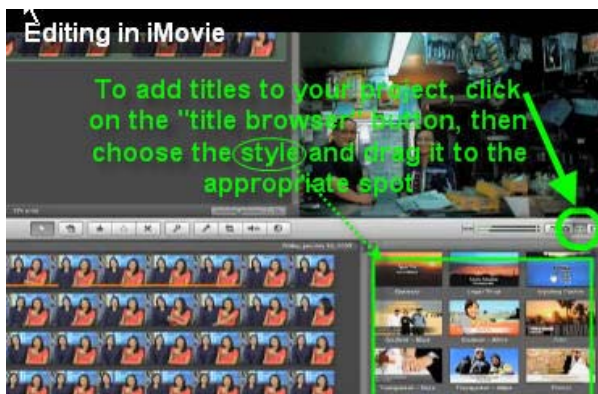 Editing in iMovie
To add titles to your project, click
on the "title browser" button, then
choose the style and drag it to the
appropriate spot